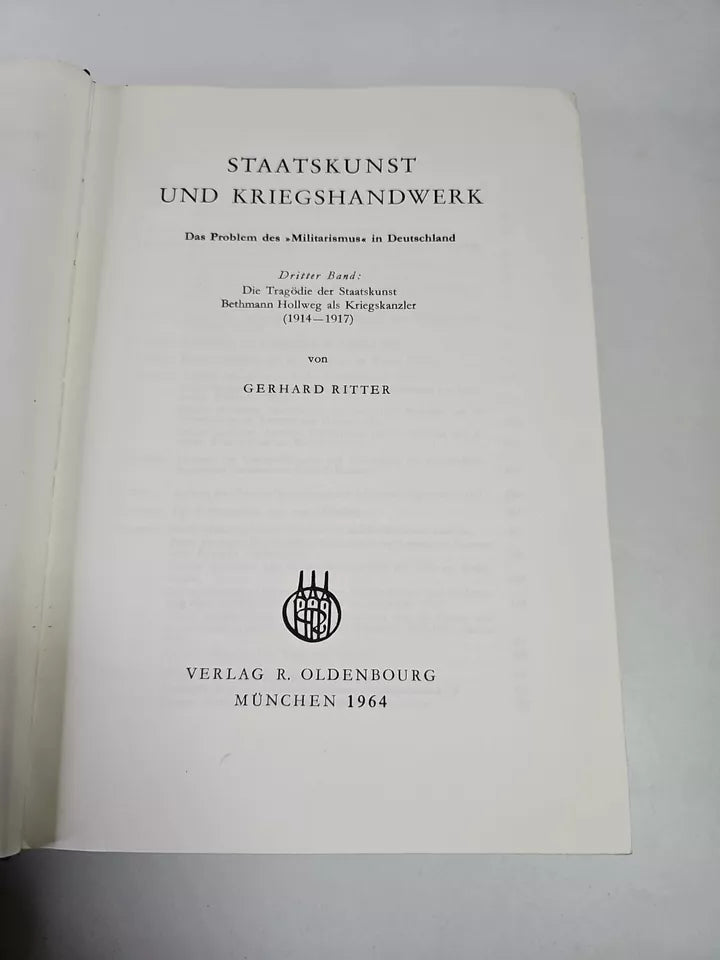 STAATSKUNST
UND KRIEGSHANDWERK
Das Problem des »Militarismus« in Deutschland
Dritter Band:
Die Tragödie der Staatskunst
Bethmann Hollweg als Kriegskanzler
(1914—1917)
von
GERHARD RITTER
VERLAG R. OLDENBOURG
MÜNCHEN 1964